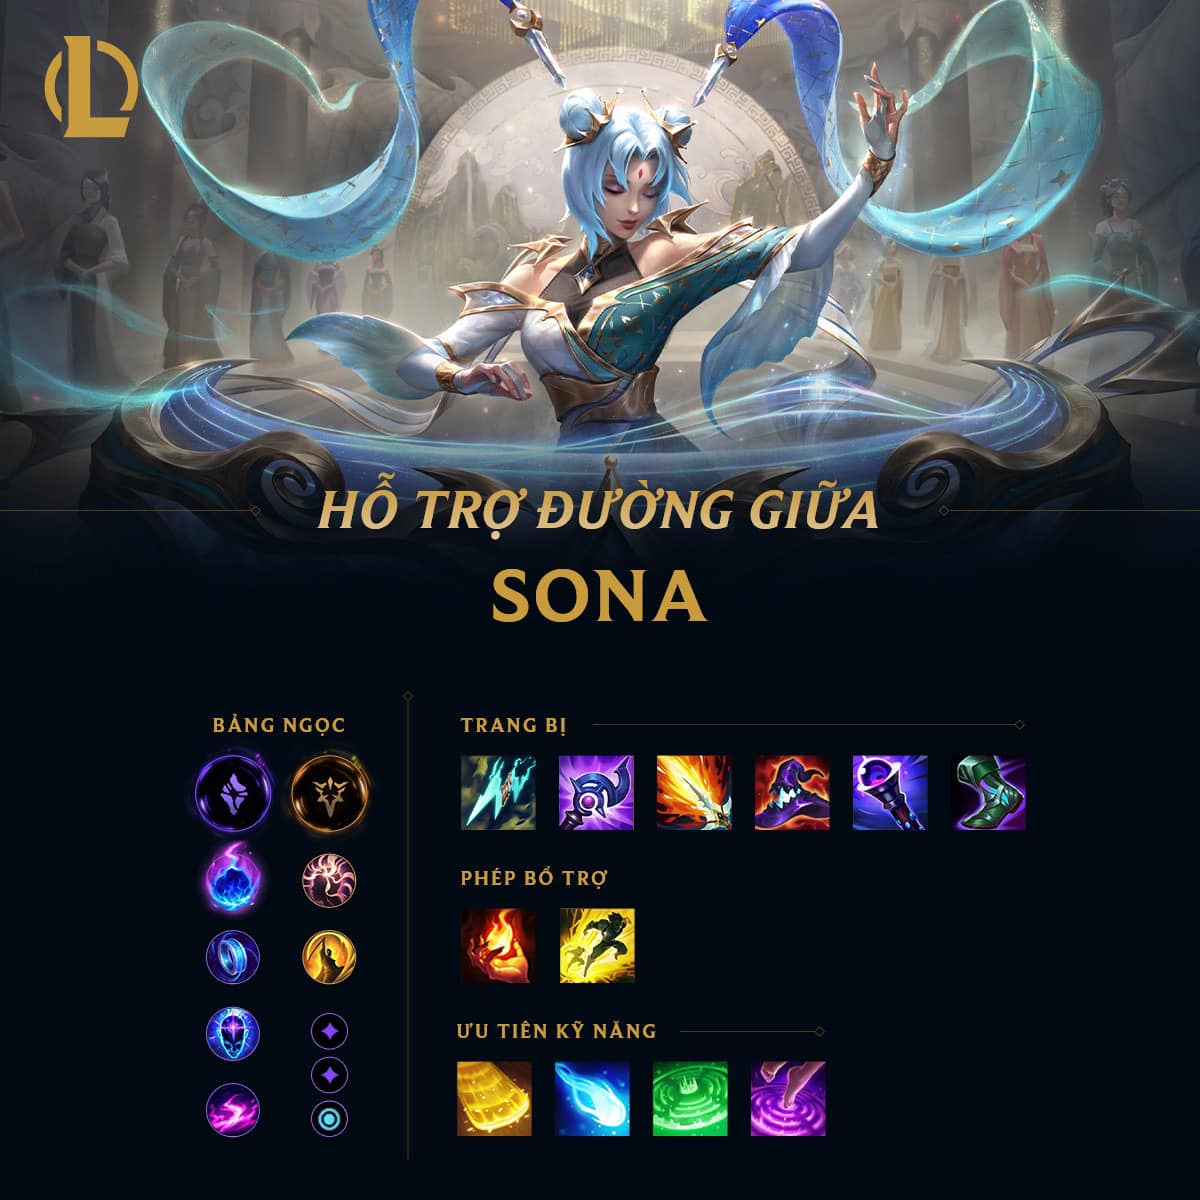 HỖ TRỢ ĐƯỜNG GIỮA
SONA
BẢNG NGỌC
TRANG BỊ
PHÉP BỔ TRỢ
ƯU TIÊN KỸ NĂNG